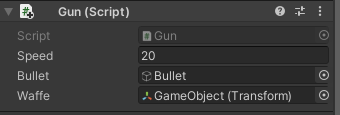 Gun (Script)
Script Gun
Speed 20
Bullet Bullet
Waffe GameObject (Transform)